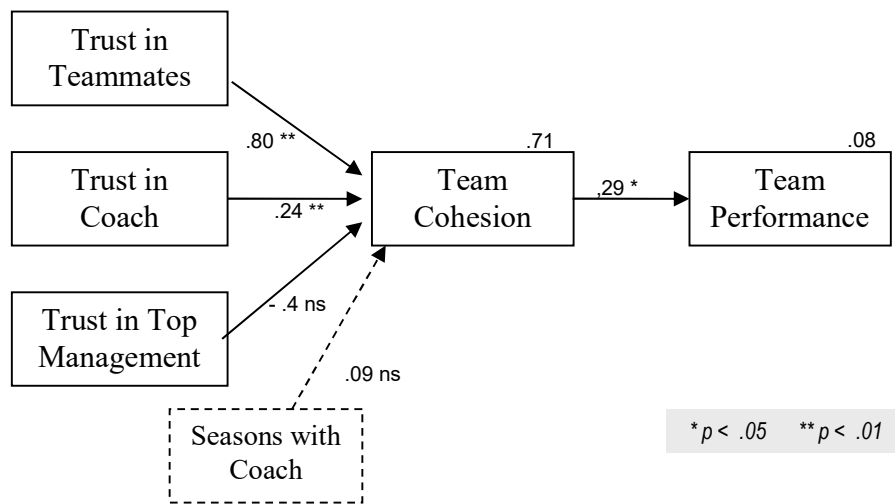 Trust in
Teammates
.80 **
Trust in
Coach
.24 **
.71
Team
Cohesion
,29 *
.08
Team
Performance
- .4 ns
Trust in Top
Management
.09 ns
Seasons with
Coach
* p < .05 ** p < .01